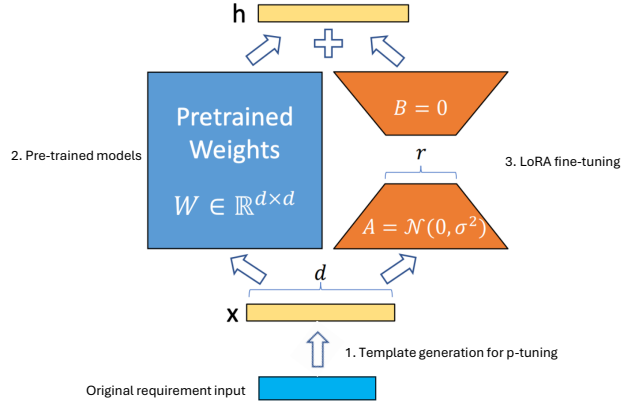 h
Pretrained
Weights
W ∈ ℝ^{d×d}
B = 0
2. Pre-trained models
r
3. LoRA fine-tuning
A = 𝒩(0, σ²)
d
x
1. Template generation for p-tuning
Original requirement input